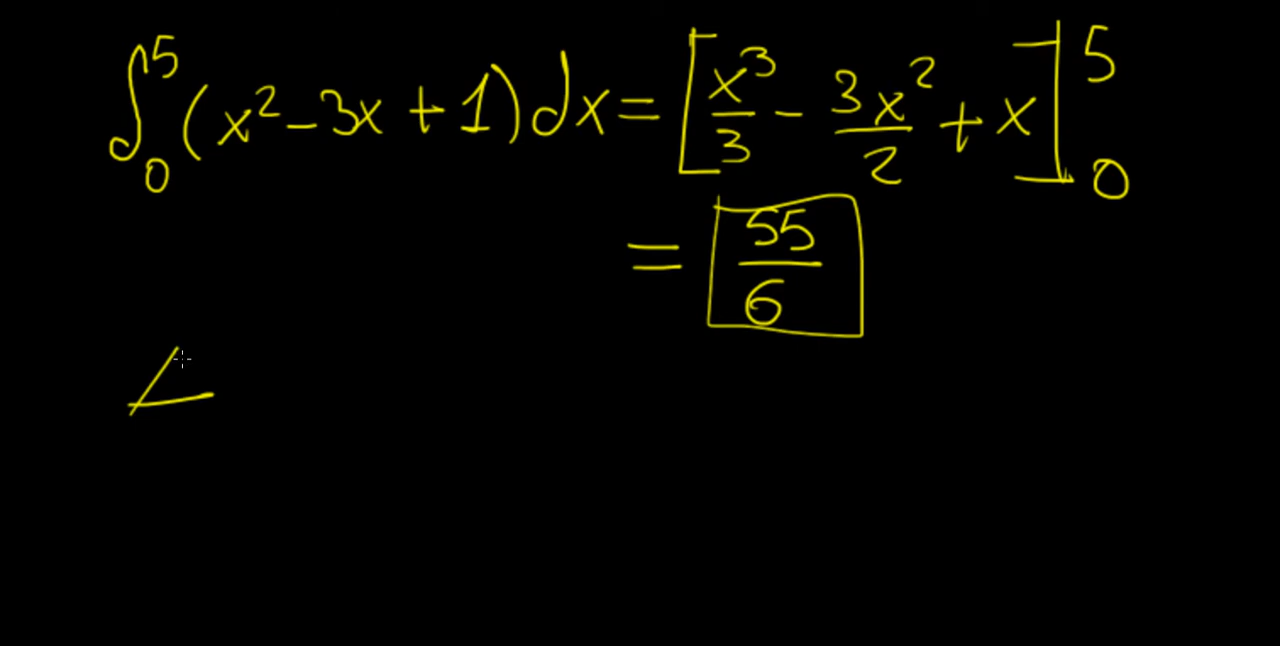 ∫₀⁵ (x² - 3x + 1) dx = [x³/3 - 3x²/2 + x]₀⁵
= 55/6